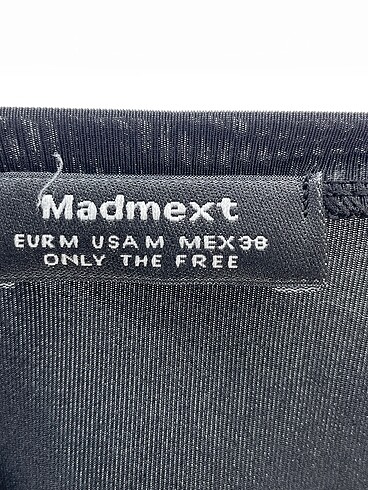 Madmext
EURM USAM MEX38
ONLY THE FREE